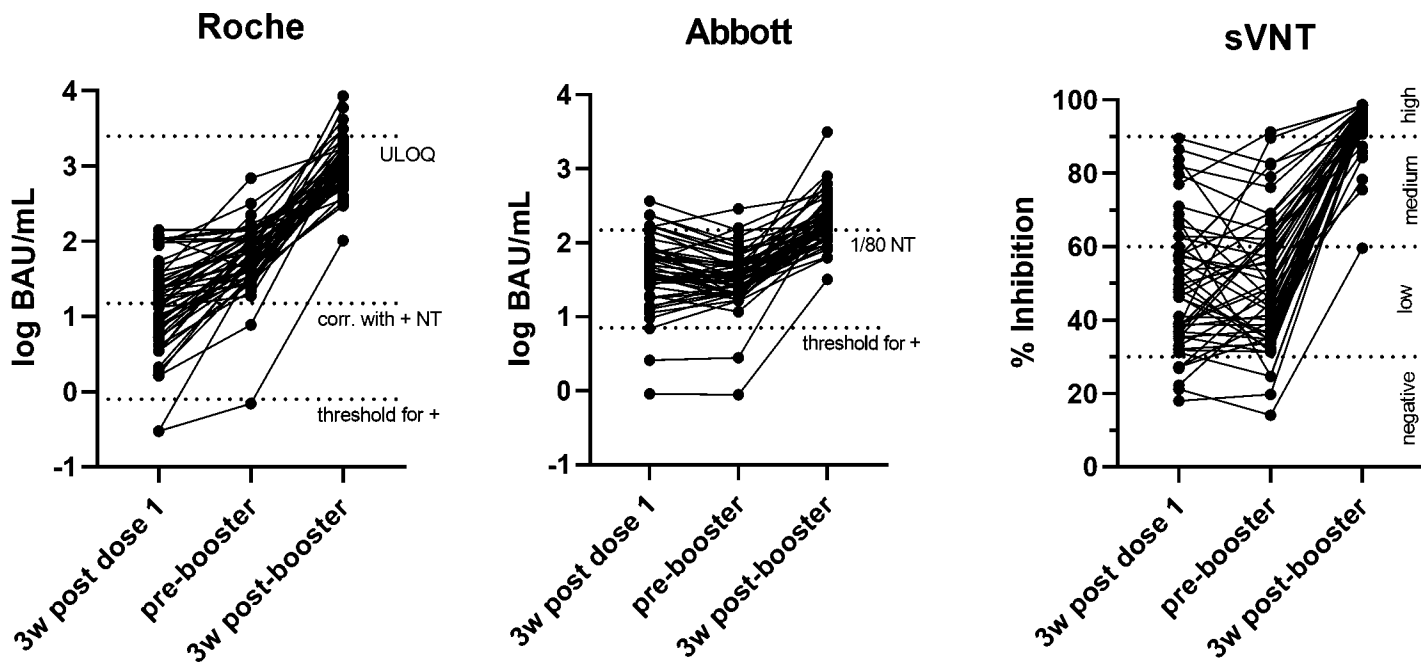 Roche
log BAU/mL
4
3
2
1
0
-1
ULOQ
corr. with + NT
threshold for +
3w post dose 1
pre-booster
3w post-booster
Abbott
log BAU/mL
4
3
2
1
0
-1
1/80 NT
threshold for +
3w post dose 1
pre-booster
3w post-booster
sVNT
% Inhibition
100
80
60
40
20
0
high
medium
low
negative
3w post dose 1
pre-booster
3w post-booster